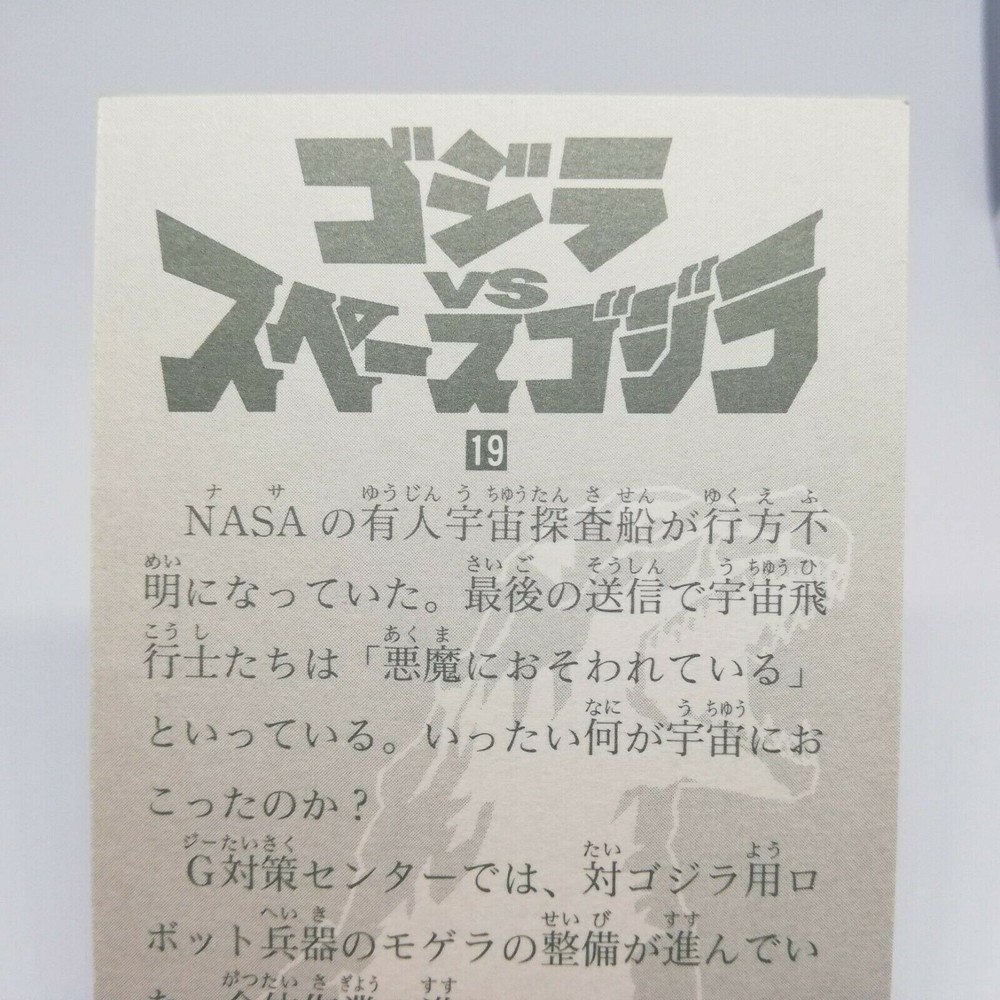 ゴジラ
VS
スペースゴジラ
19
NASAの有人宇宙探査船が行方不
明になっていた。最後の送信で宇宙飛
行士たちは「悪魔におそわれている」
といっている。いったい何が宇宙にお
こったのか？
G対策センターでは、対ゴジラ用ロ
ボット兵器のモゲラの整備が進んでい